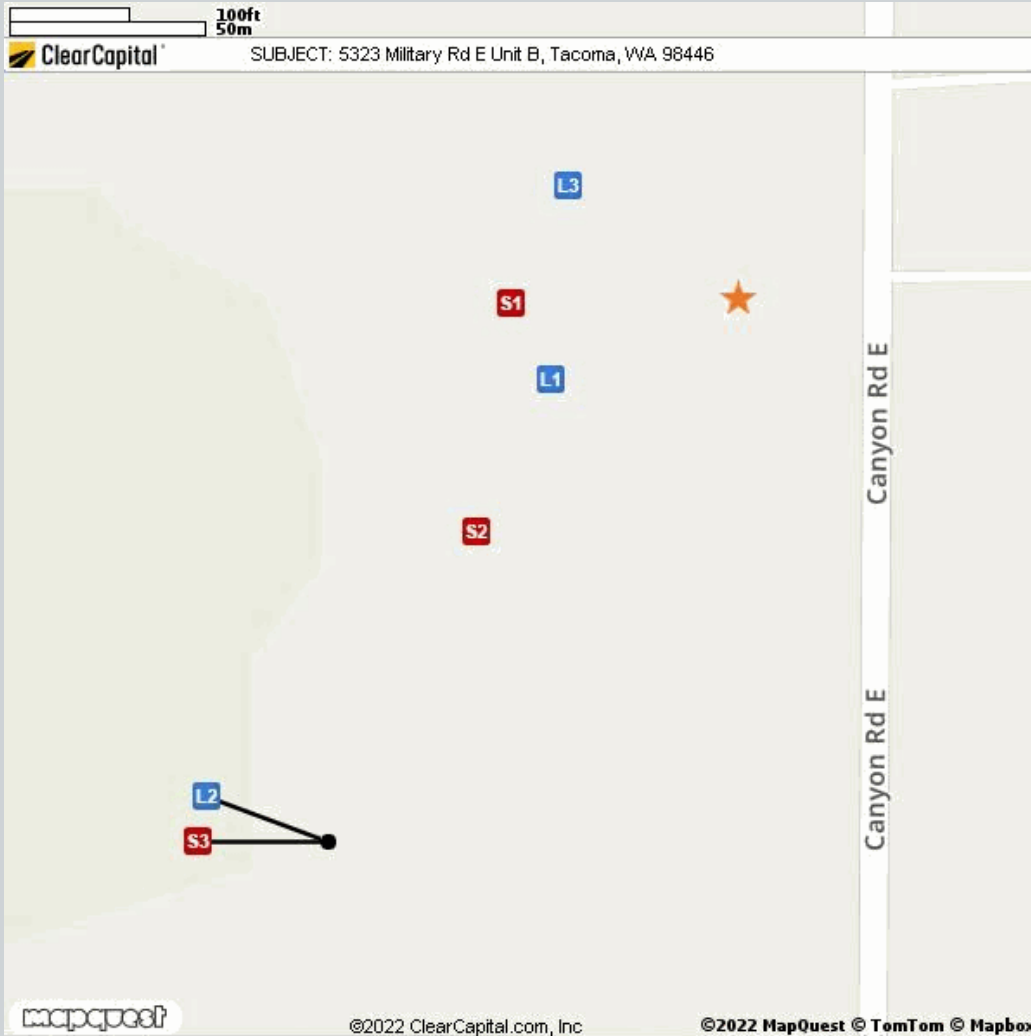 100ft
50m
ClearCapital SUBJECT: 5323 Military Rd E Unit B, Tacoma, WA 98446
L3
S1
L1
Canyon Rd E
S2
Canyon Rd E
L2
S3
mapquest
©2022 ClearCapital.com, Inc
©2022 MapQuest © TomTom © Mapbox